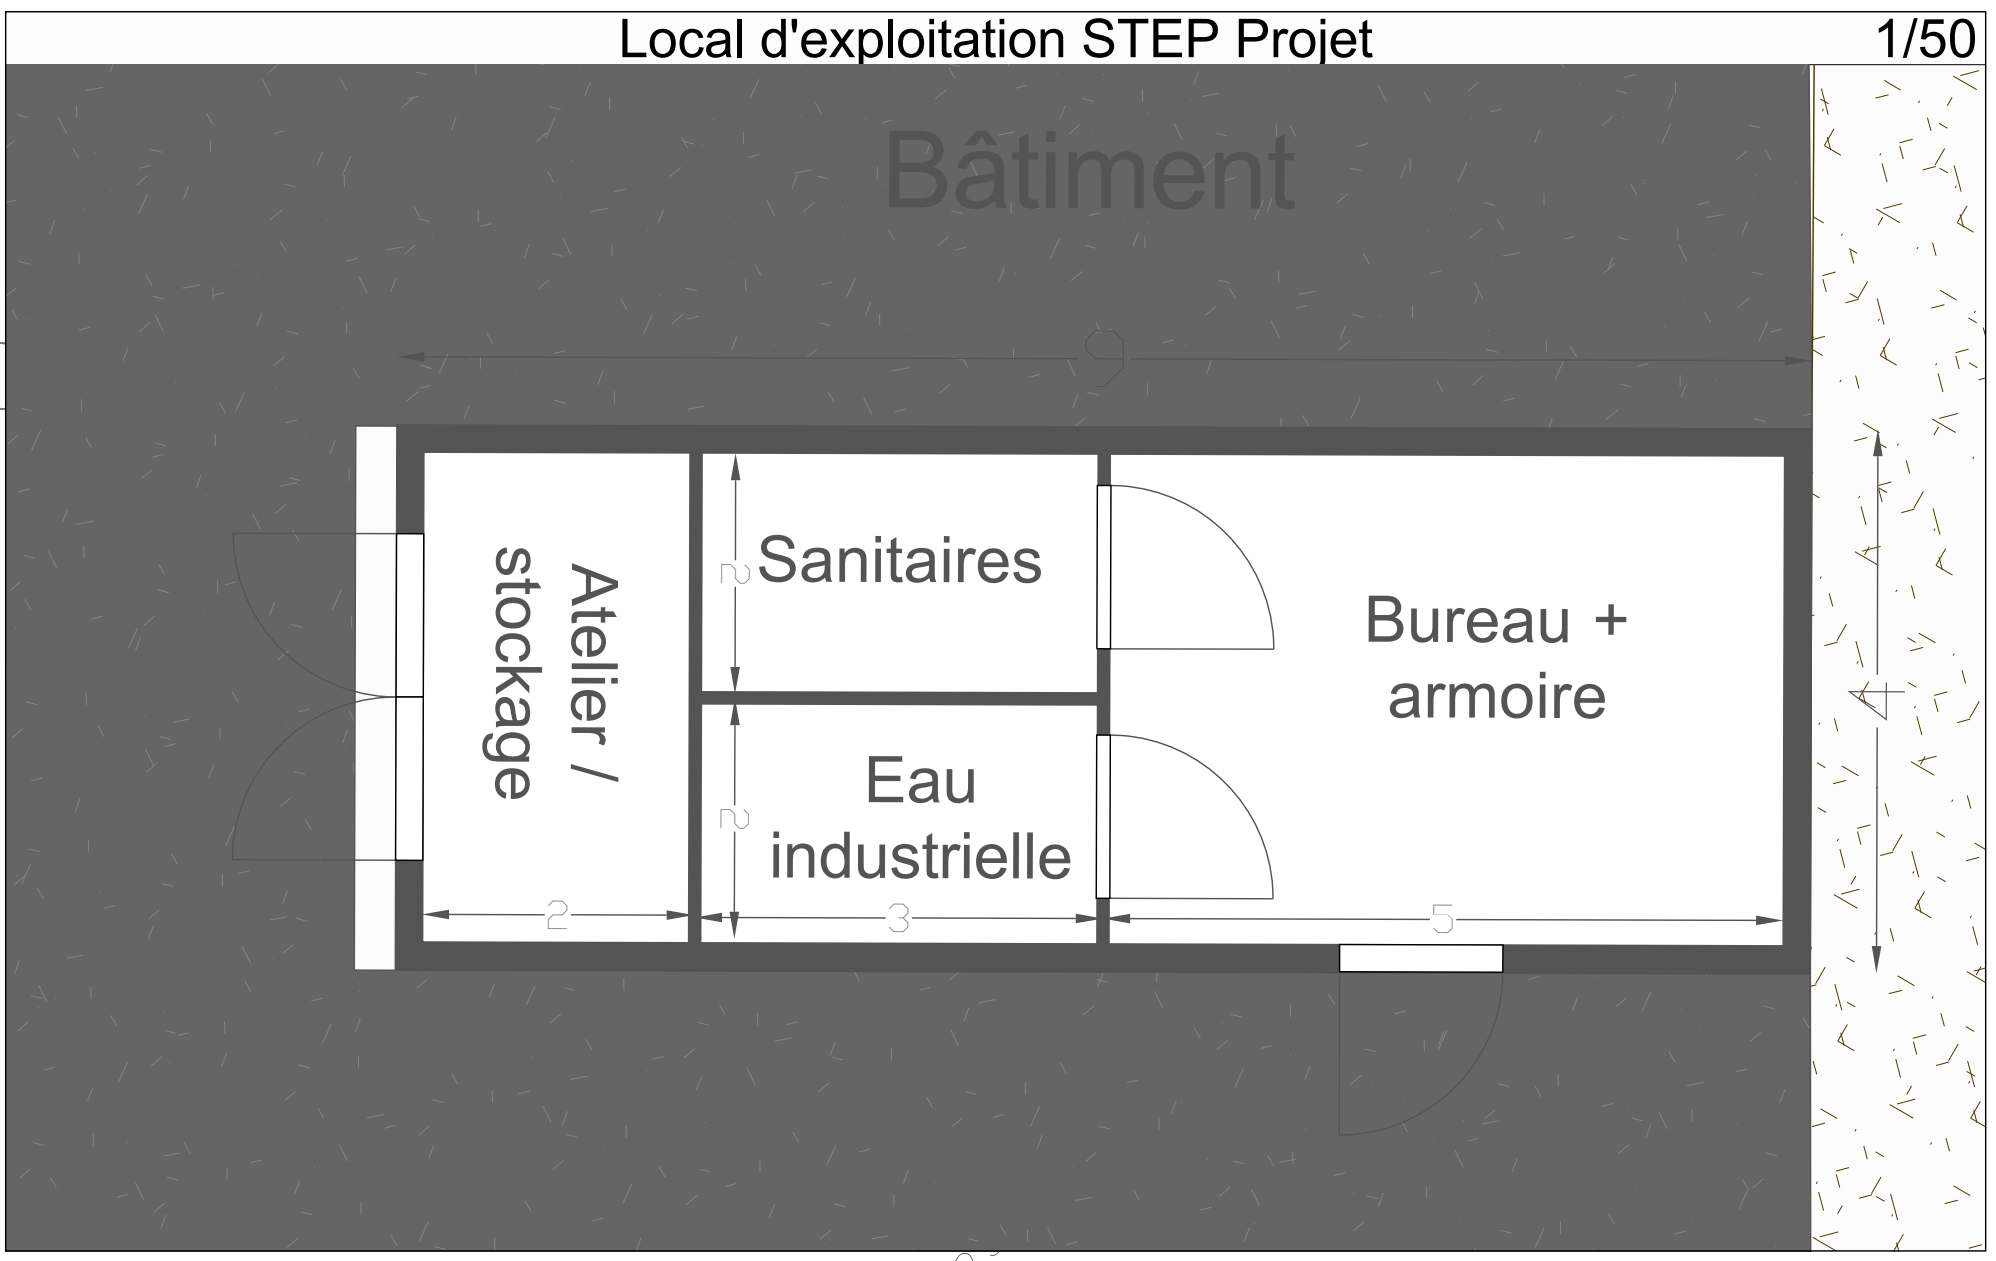 Local d'exploitation STEP Projet
1/50
Bâtiment
9
Atelier /
stockage
2
Sanitaires
2
Eau
industrielle
2
3
Bureau +
armoire
5
4